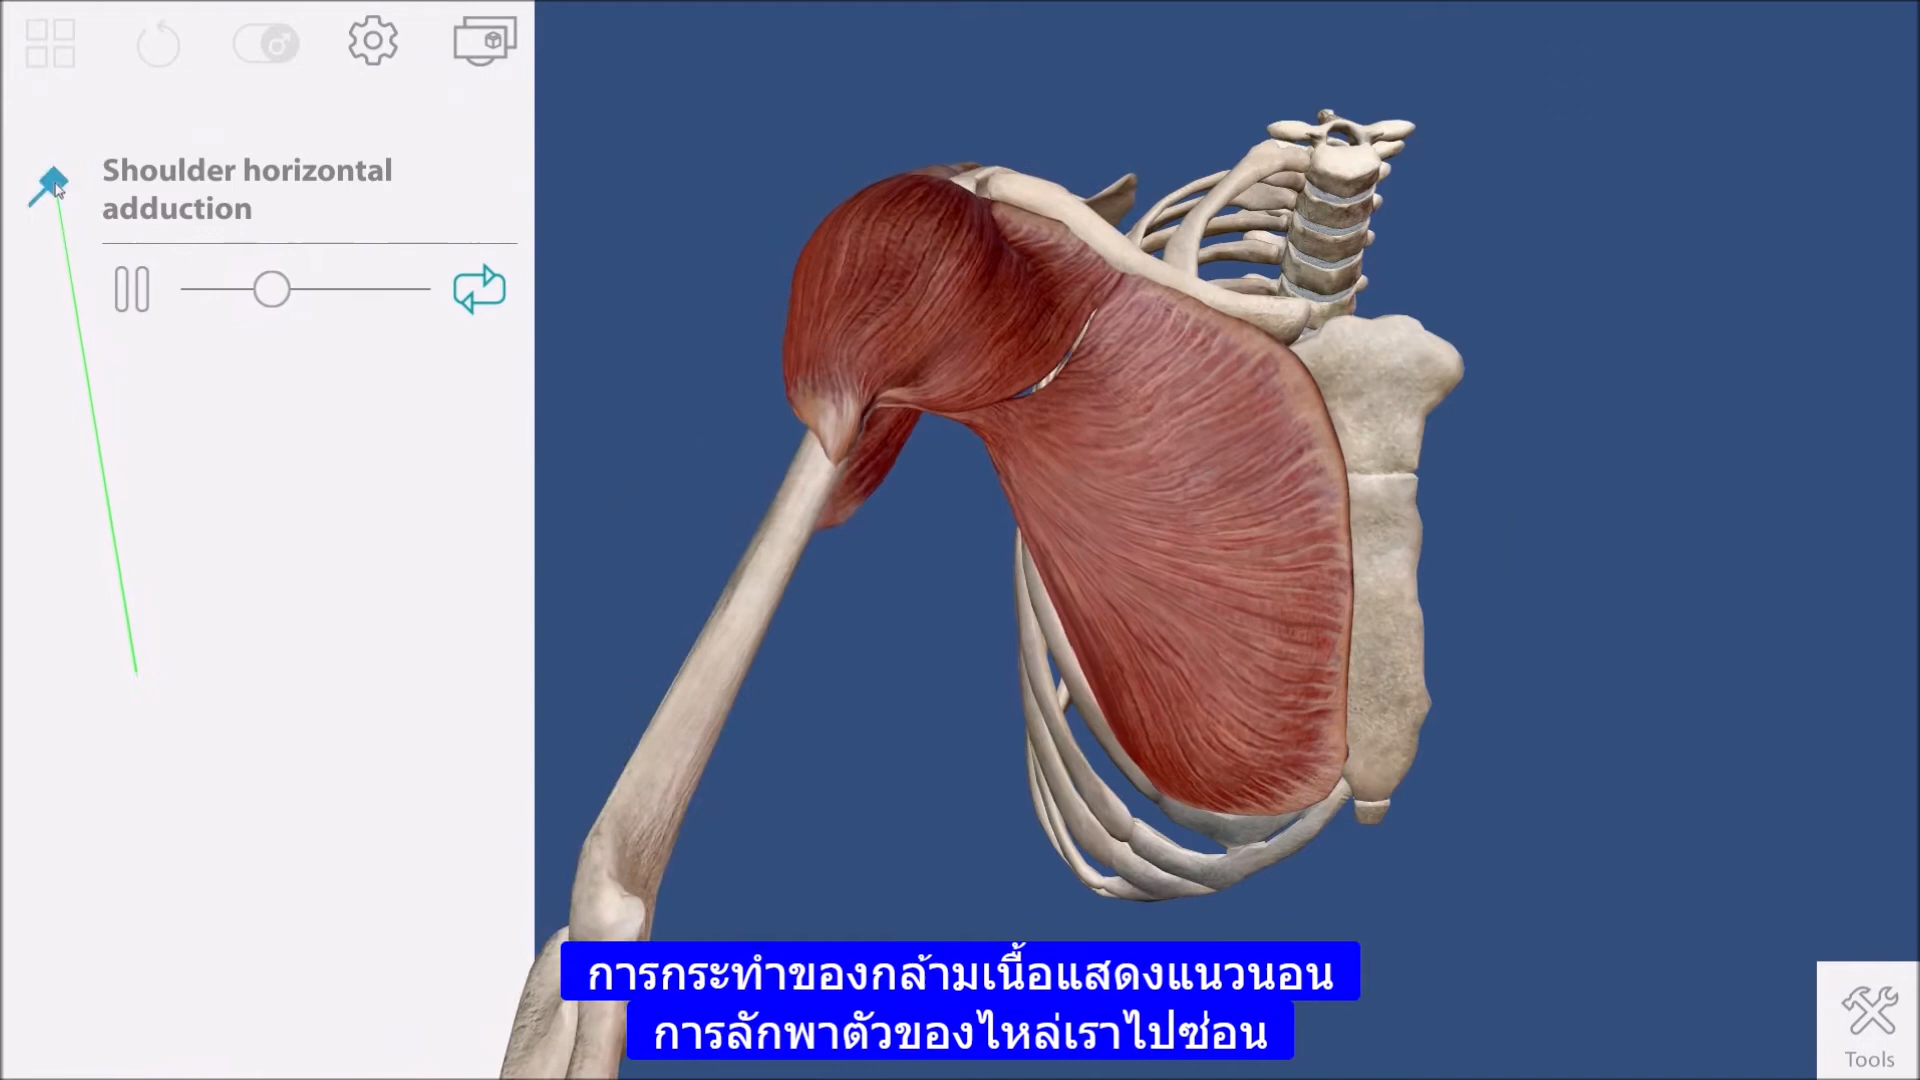 Shoulder horizontal
adduction
การกระทำของกล้ามเนื้อแสดงแนวนอน
การลักพาตัวของไหล่เราไปซ่อน
Tools